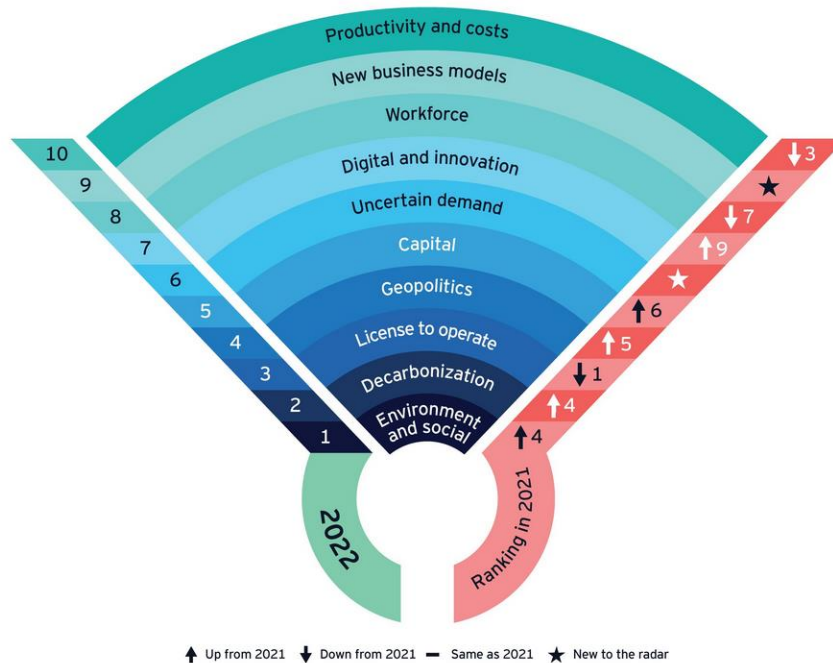 Productivity and costs
New business models
Workforce
Digital and innovation
Uncertain demand
Capital
Geopolitics
License to operate
Decarbonization
Environment
and social
10
9
8
7
6
5
4
3
2
1
3
7
9
6
5
1
4
4
2022
Ranking in 2021
Up from 2021
Down from 2021
Same as 2021
New to the radar